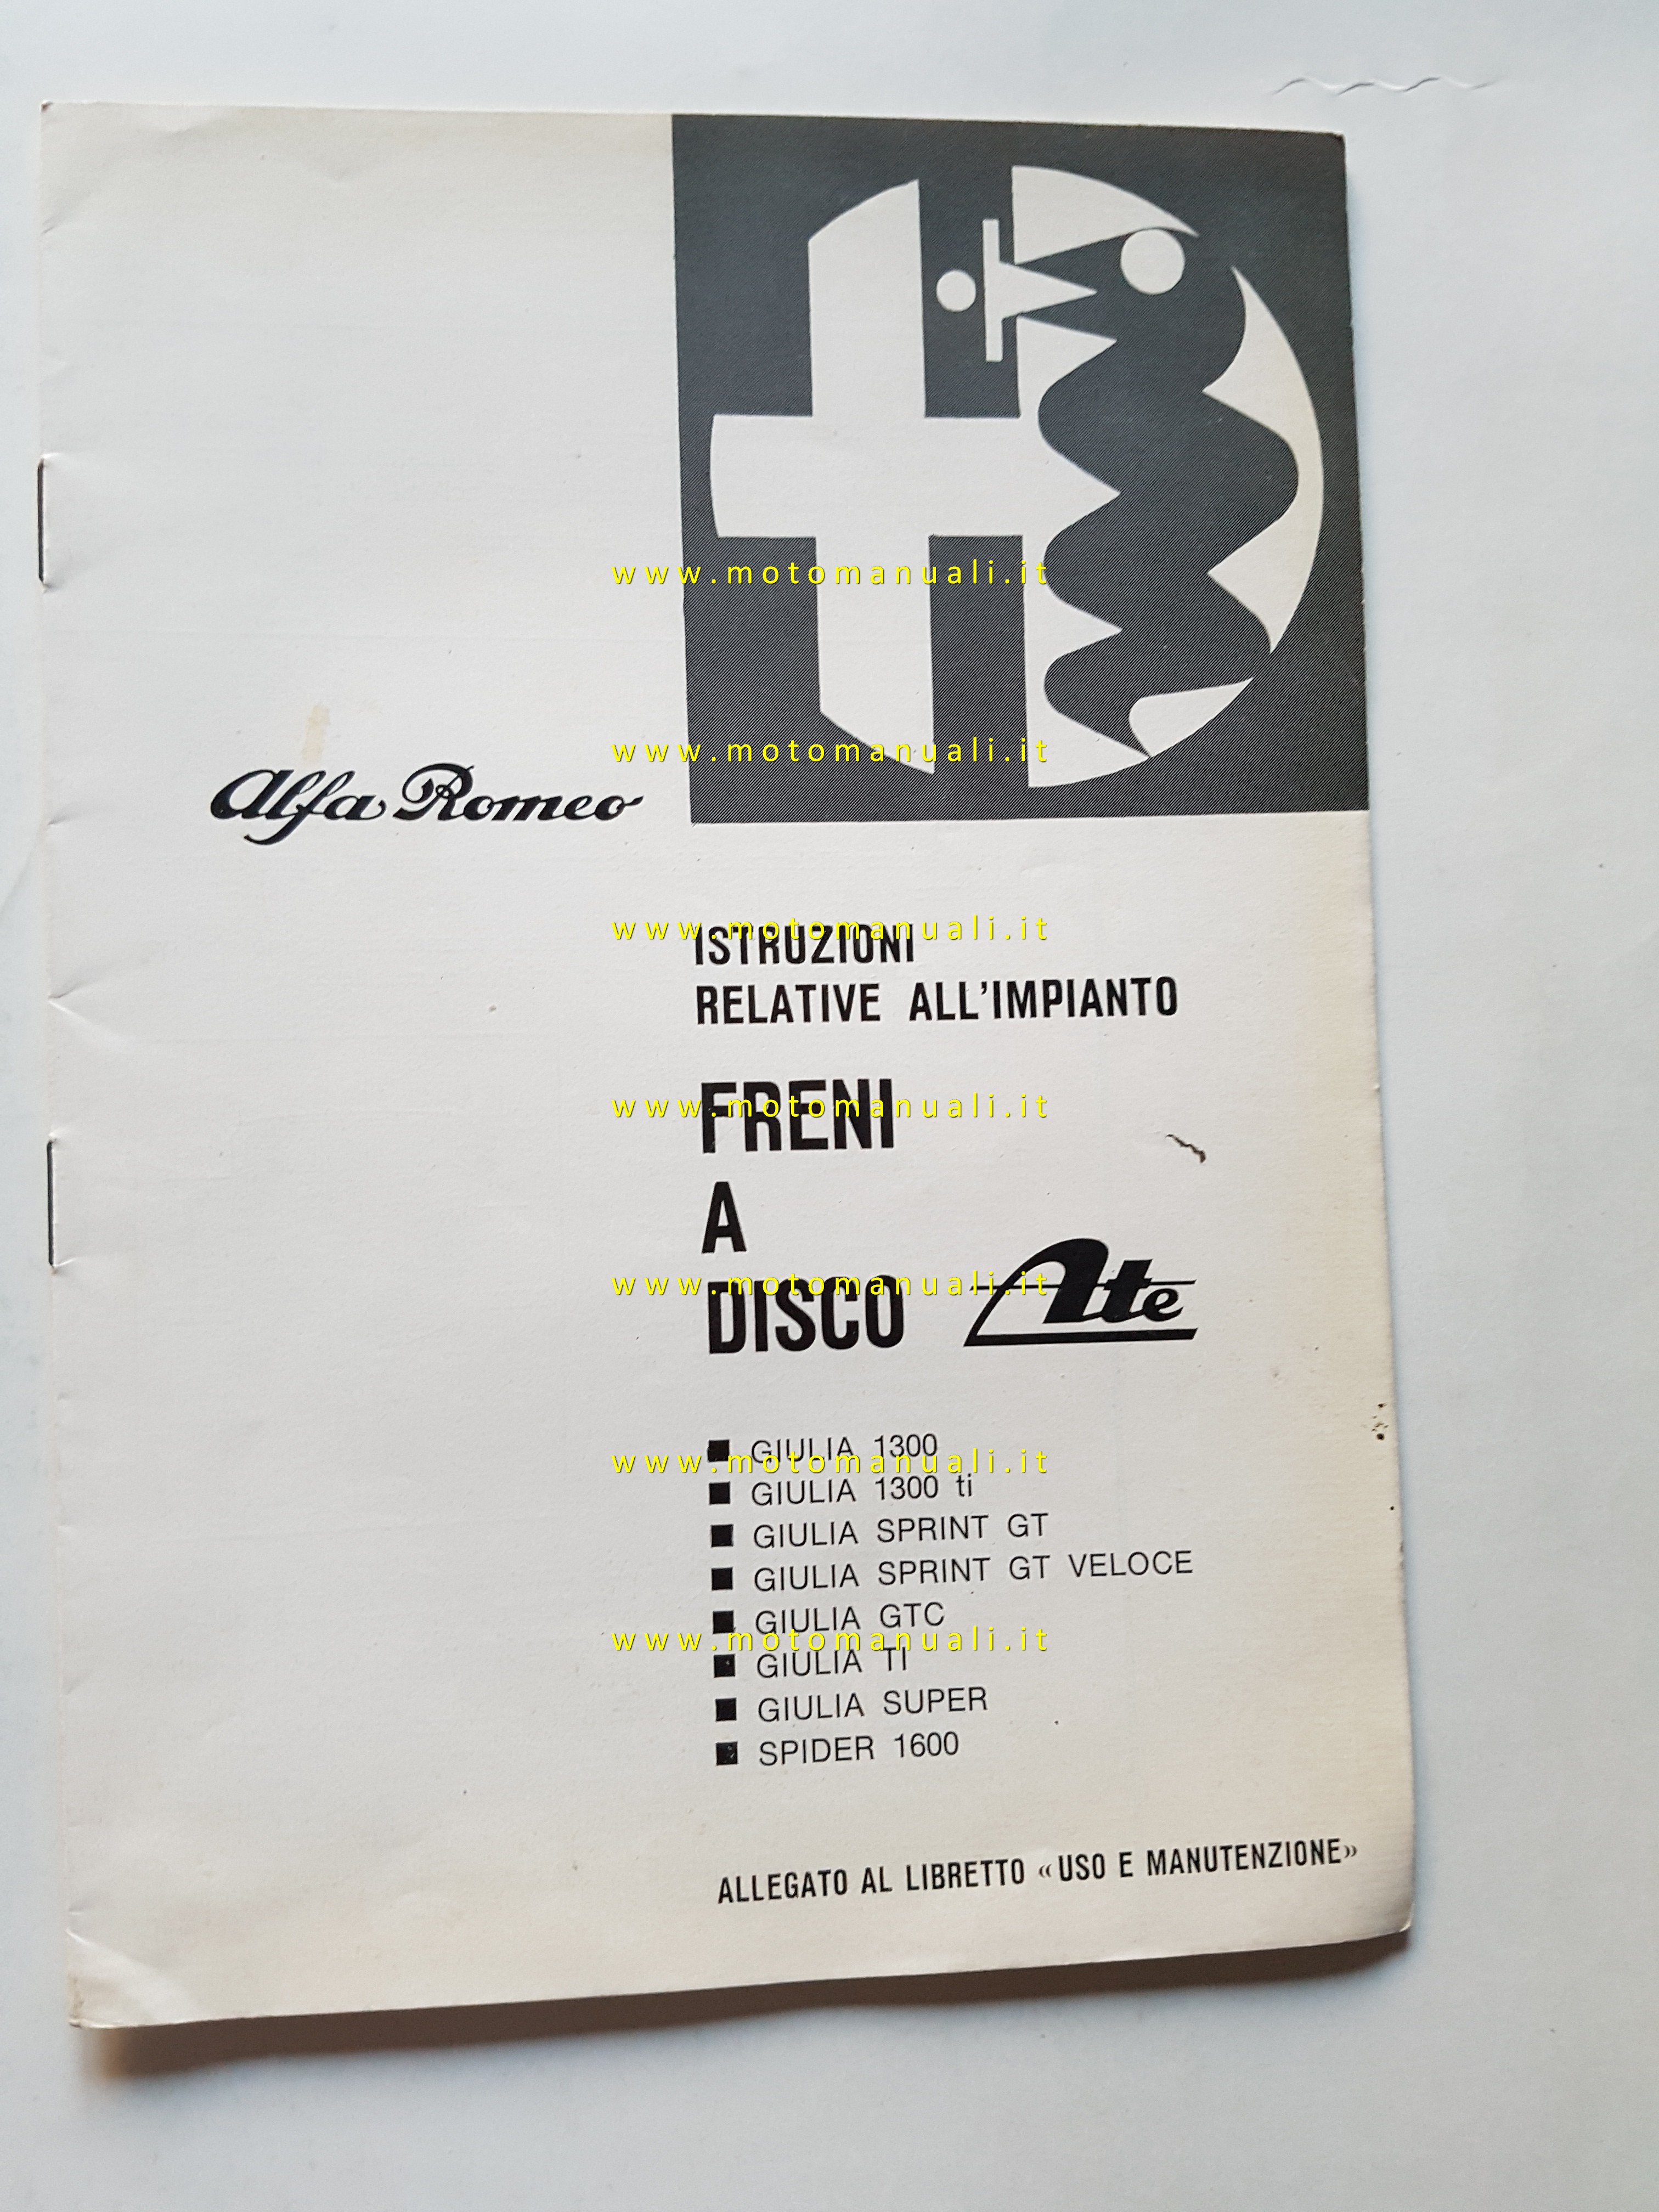 Alfa Romeo
ISTRUZIONI
RELATIVE ALL'IMPIANTO
FRENI
A
DISCO
Ate
GIULIA 1300
GIULIA 1300 ti
GIULIA SPRINT GT
GIULIA SPRINT GT VELOCE
GIULIA GTC
GIULIA TI
GIULIA SUPER
SPIDER 1600
ALLEGATO AL LIBRETTO «USO E MANUTENZIONE»
www.motomanuali.it
www.motomanuali.it
www.motomanuali.it
www.motomanuali.it
www.motomanuali.it
www.motomanuali.it
www.motomanuali.it